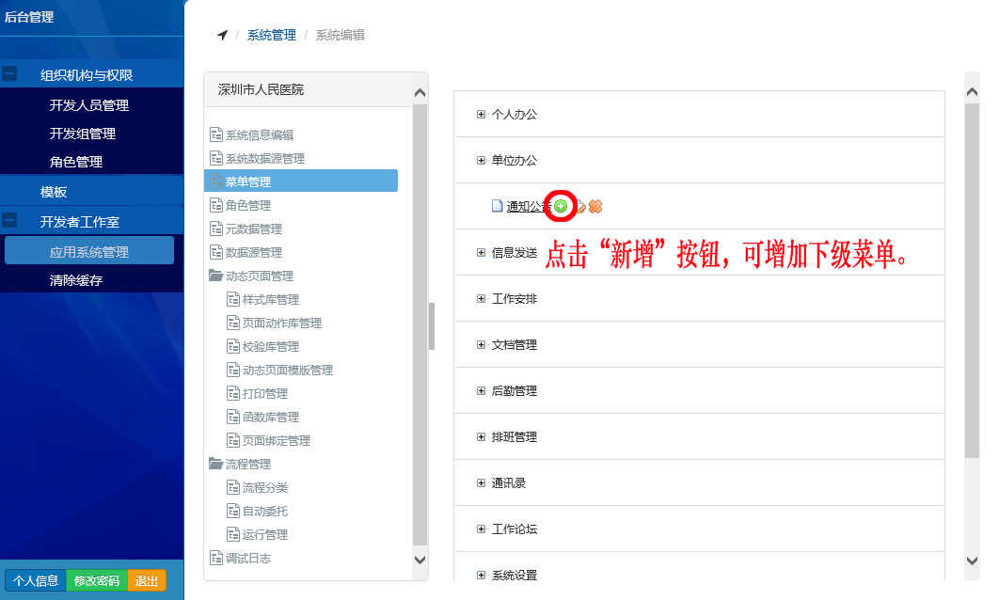 后台管理
组织机构与权限
开发人员管理
开发组管理
角色管理
模板
开发者工作室
应用系统管理
清除缓存
个人信息 修改密码 退出
/ 系统管理 / 系统编辑
深圳市人民医院
系统信息编辑
系统数据源管理
菜单管理
角色管理
元数据管理
数据源管理
动态页面管理
样式库管理
页面动作库管理
校验库管理
动态页面模版管理
打印管理
函数库管理
页面绑定管理
流程管理
流程分类
自动委托
运行管理
调试日志
个人办公
单位办公
通知公告
信息发送
点击“新增”按钮，可增加下级菜单。
工作安排
文档管理
后勤管理
排班管理
通讯录
工作论坛
系统设置